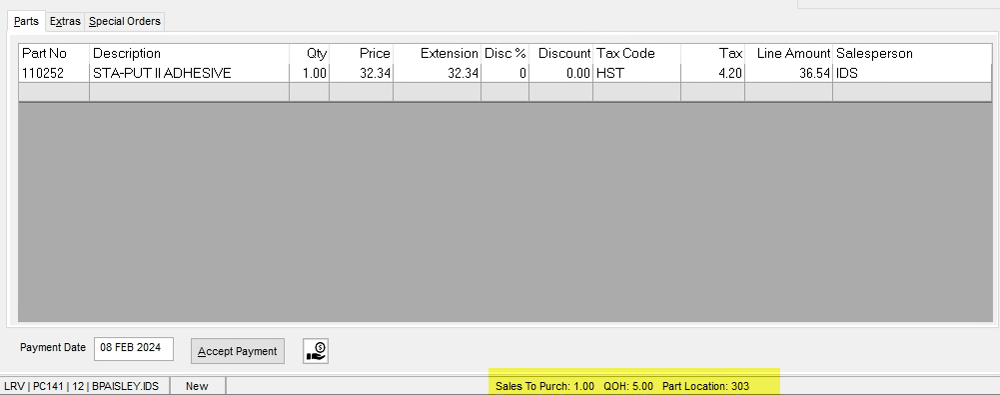 Parts Extras Special Orders
Part No Description Qty Price Extension Disc % Discount Tax Code Tax Line Amount Salesperson
110252 STA-PUT II ADHESIVE 1.00 32.34 32.34 0 0.00 HST 4.20 36.54 IDS
Payment Date 08 FEB 2024 Accept Payment
LRV | PC141 | 12 | BPAISLEY.IDS New Sales To Purch: 1.00 QOH: 5.00 Part Location: 303